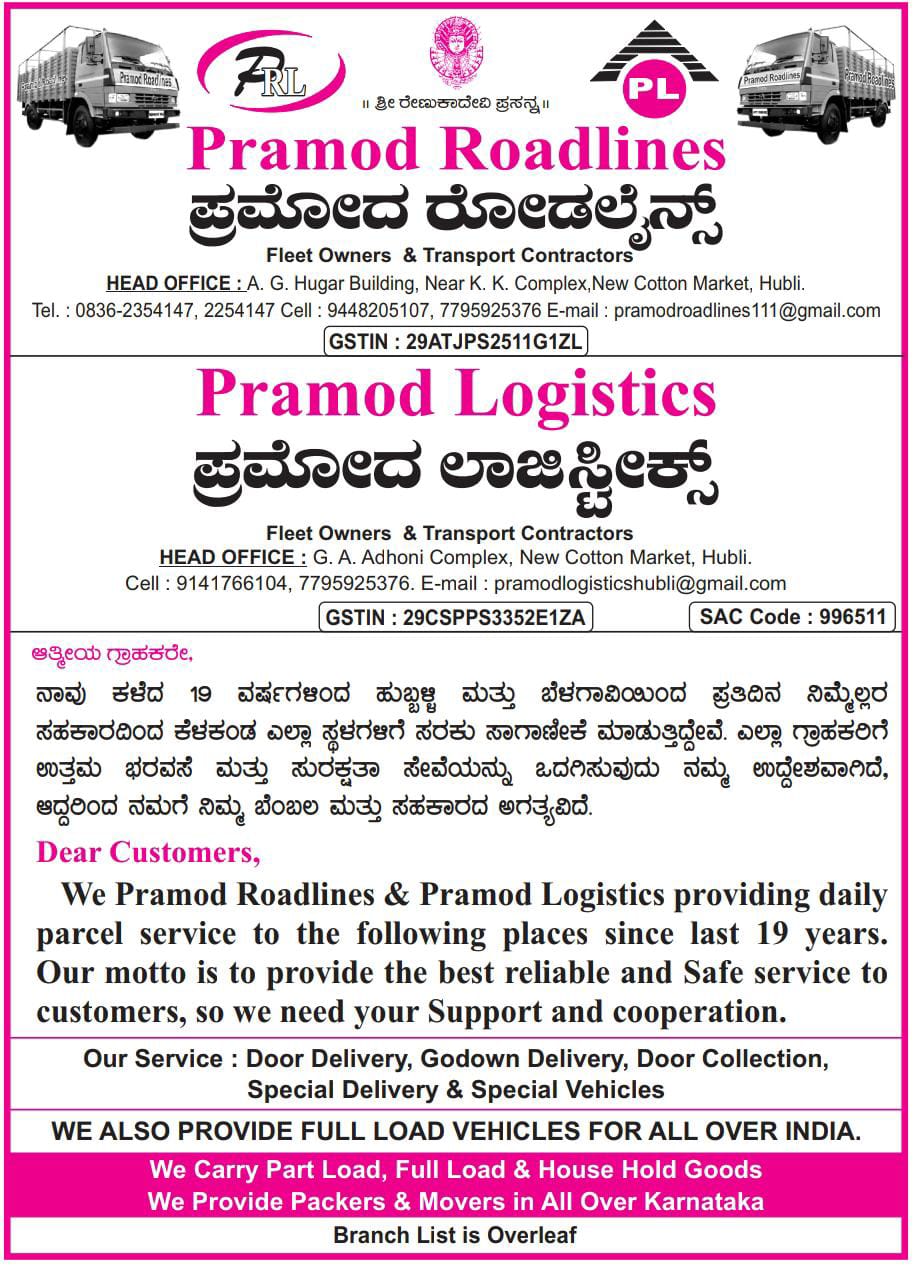 PRL
PL
Pramod Roadlines
Pramod Roadlines
॥ ಶ್ರೀ ರೇಣುಕಾದೇವಿ ಪ್ರಸನ್ನ ॥
Pramod Roadlines
ಪ್ರಮೋದ ರೋಡಲೈನ್ಸ್
Fleet Owners & Transport Contractors
HEAD OFFICE : A. G. Hugar Building, Near K. K. Complex,New Cotton Market, Hubli.
Tel. : 0836-2354147, 2254147 Cell : 9448205107, 7795925376 E-mail : pramodroadlines111@gmail.com
GSTIN : 29ATJPS2511G1ZL
Pramod Logistics
ಪ್ರಮೋದ ಲಾಜಿಸ್ಟೀಕ್ಸ್
Fleet Owners & Transport Contractors
HEAD OFFICE : G. A. Adhoni Complex, New Cotton Market, Hubli.
Cell : 9141766104, 7795925376. E-mail : pramodlogisticshubli@gmail.com
GSTIN : 29CSPPS3352E1ZA SAC Code : 996511
ಆತ್ಮೀಯ ಗ್ರಾಹಕರೇ,
ನಾವು ಕಳೆದ 19 ವರ್ಷಗಳಿಂದ ಹುಬ್ಬಳ್ಳಿ ಮತ್ತು ಬೆಳಗಾವಿಯಿಂದ ಪ್ರತಿದಿನ ನಿಮ್ಮೆಲ್ಲರ
ಸಹಕಾರದಿಂದ ಕೆಳಕಂಡ ಎಲ್ಲಾ ಸ್ಥಳಗಳಿಗೆ ಸರಕು ಸಾಗಾಣೀಕೆ ಮಾಡುತ್ತಿದ್ದೇವೆ. ಎಲ್ಲಾ ಗ್ರಾಹಕರಿಗೆ
ಉತ್ತಮ ಭರವಸೆ ಮತ್ತು ಸುರಕ್ಷತಾ ಸೇವೆಯನ್ನು ಒದಗಿಸುವುದು ನಮ್ಮ ಉದ್ದೇಶವಾಗಿದೆ,
ಆದ್ದರಿಂದ ನಮಗೆ ನಿಮ್ಮ ಬೆಂಬಲ ಮತ್ತು ಸಹಕಾರದ ಅಗತ್ಯವಿದೆ.
Dear Customers,
We Pramod Roadlines & Pramod Logistics providing daily
parcel service to the following places since last 19 years.
Our motto is to provide the best reliable and Safe service to
customers, so we need your Support and cooperation.
Our Service : Door Delivery, Godown Delivery, Door Collection,
Special Delivery & Special Vehicles
WE ALSO PROVIDE FULL LOAD VEHICLES FOR ALL OVER INDIA.
We Carry Part Load, Full Load & House Hold Goods
We Provide Packers & Movers in All Over Karnataka
Branch List is Overleaf